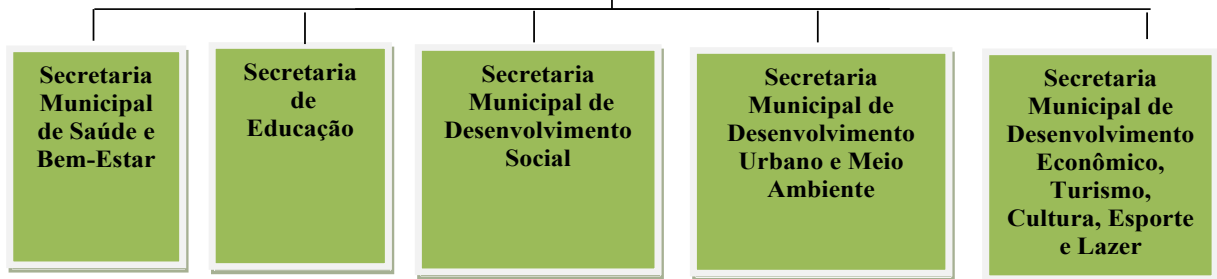 Secretaria
Municipal
de Saúde e
Bem-Estar
Secretaria
de
Educação
Secretaria
Municipal de
Desenvolvimento
Social
Secretaria
Municipal de
Desenvolvimento
Urbano e Meio
Ambiente
Secretaria
Municipal de
Desenvolvimento
Econômico,
Turismo,
Cultura, Esporte
e Lazer